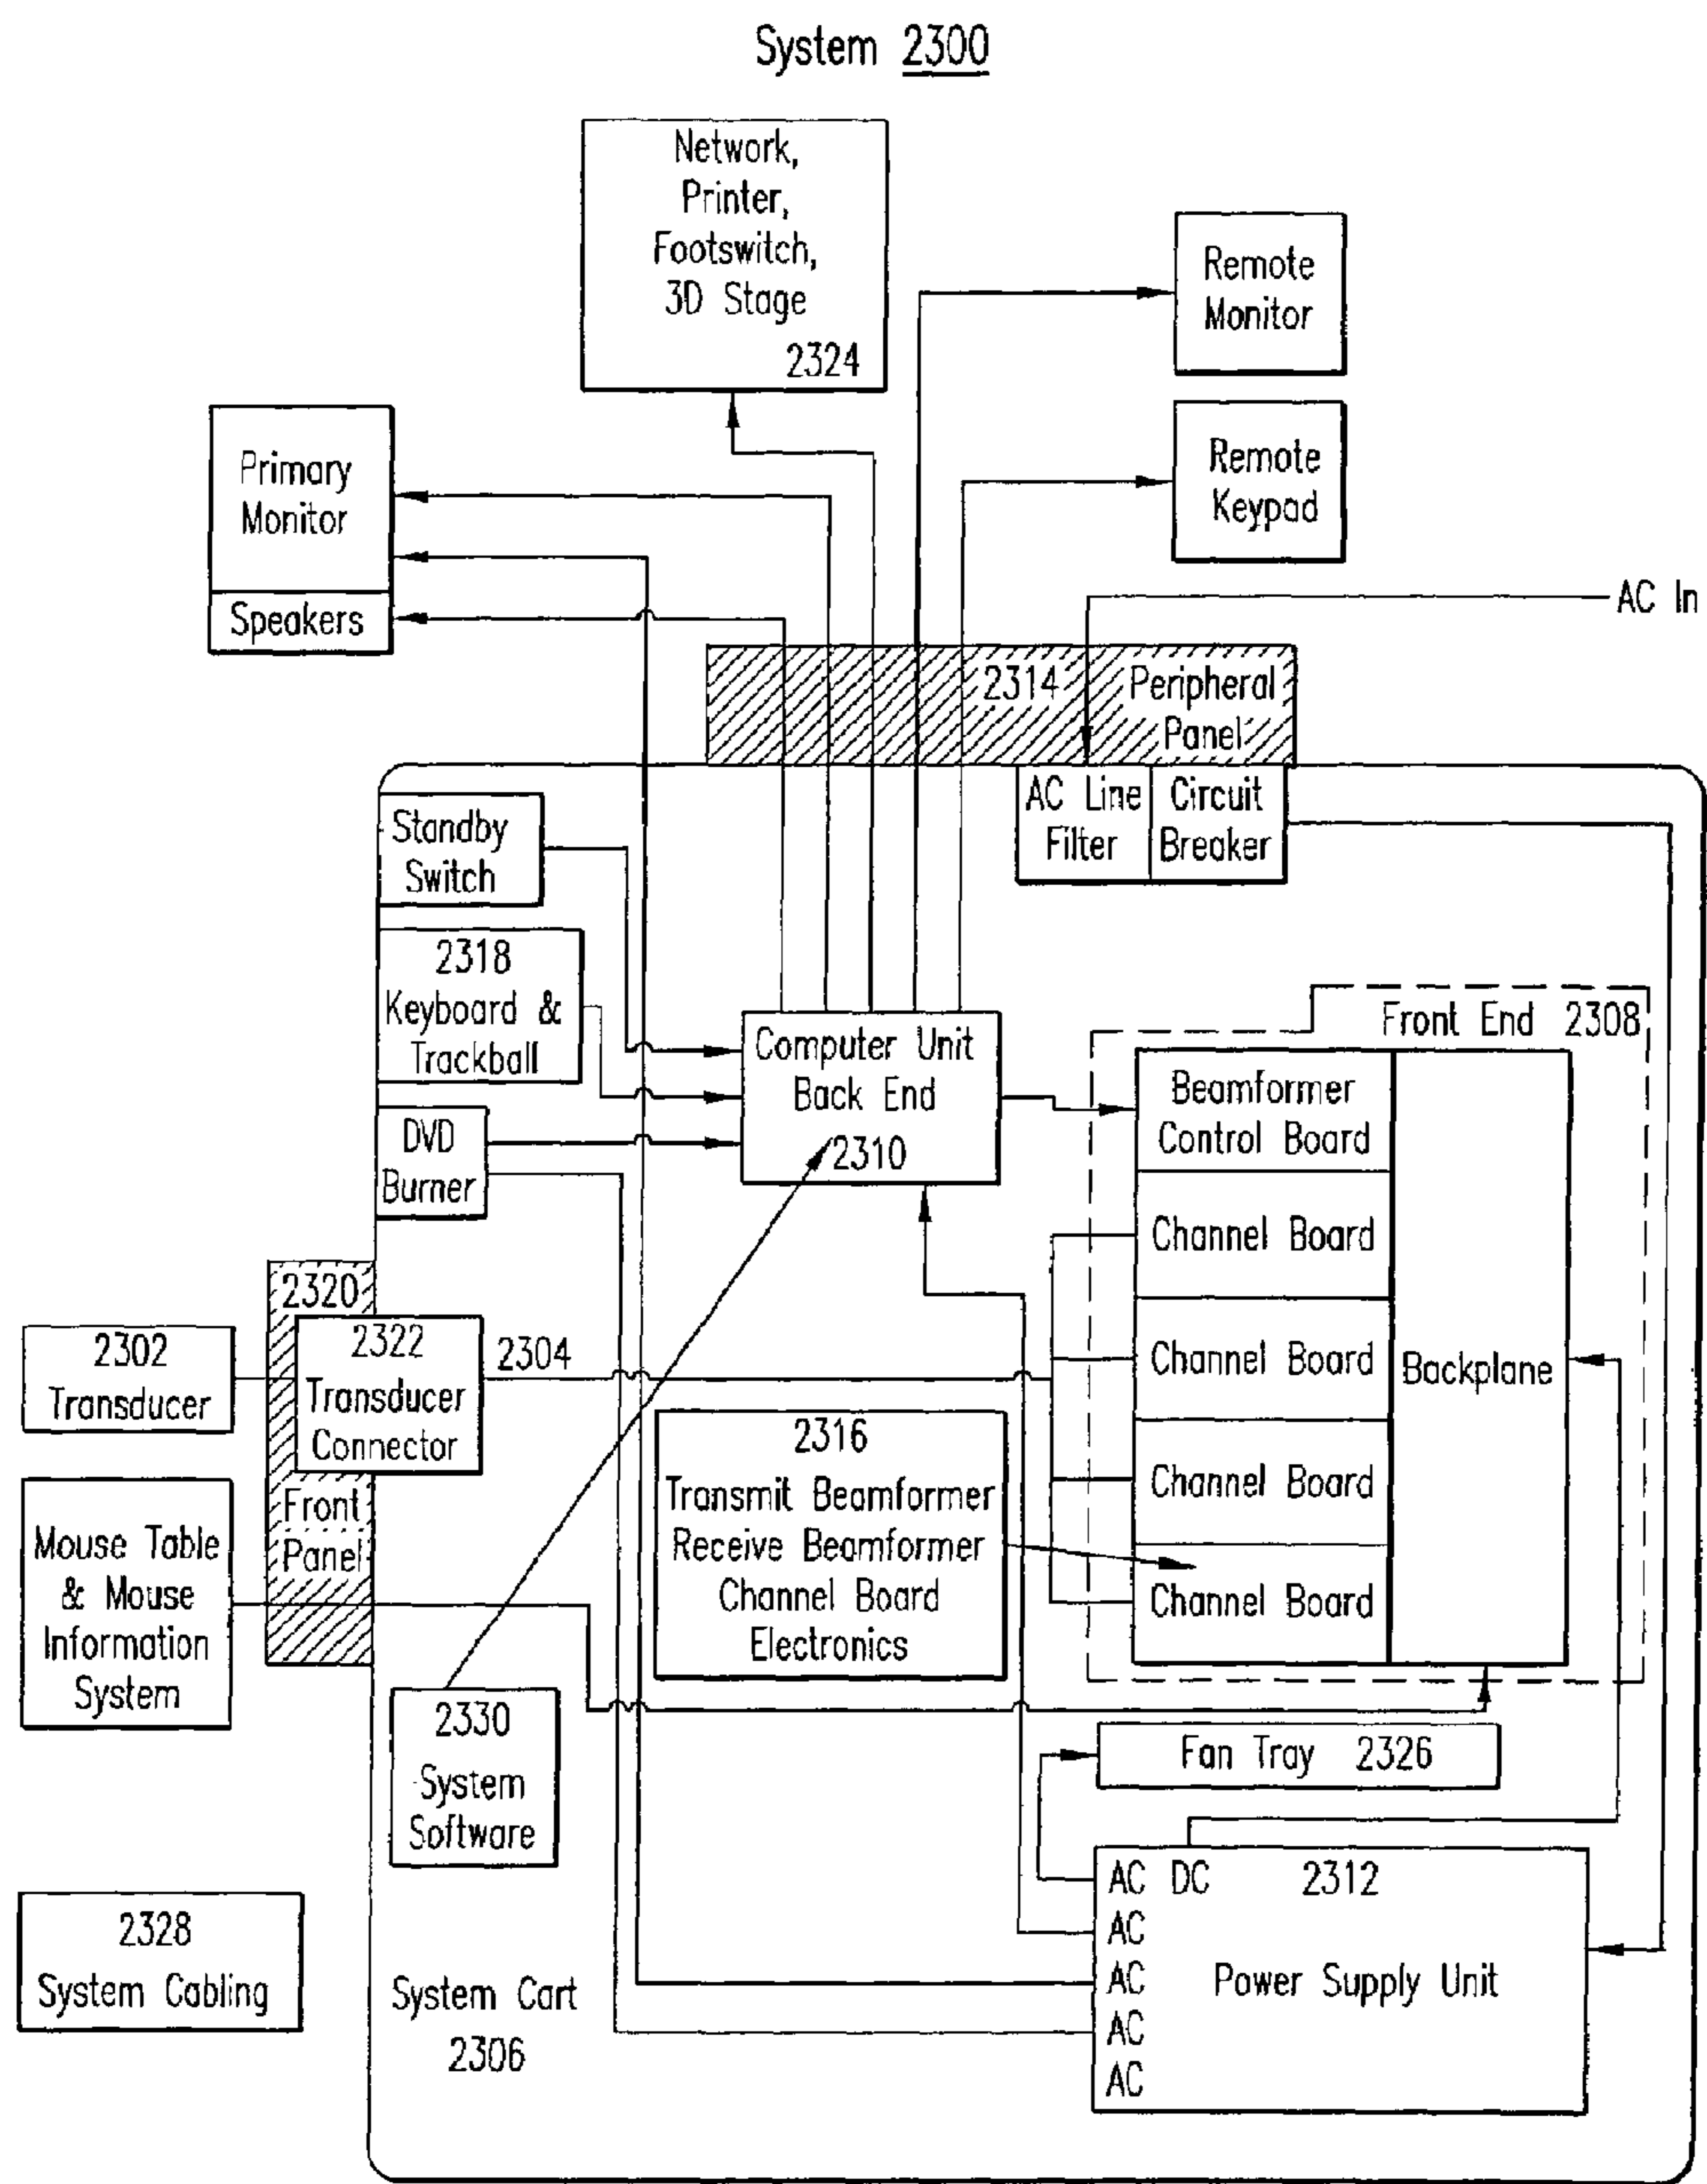 System 2300
Network,
Printer,
Footswitch,
3D Stage
2324
Remote
Monitor
Primary
Monitor
Speakers
Remote
Keypad
AC In
2314
Peripheral
Panel
AC Line
Filter
Circuit
Breaker
Standby
Switch
2318
Keyboard &
Trackball
DVD
Burner
Computer Unit
Back End
2310
Front End 2308
Beamformer
Control Board
Channel Board
Channel Board
Channel Board
Channel Board
Backplane
2320
2322
Transducer
Connector
2304
Front
Panel
2302
Transducer
Mouse Table
& Mouse
Information
System
2316
Transmit Beamformer
Receive Beamformer
Channel Board
Electronics
2330
System
Software
Fan Tray 2326
AC DC 2312
AC
AC
AC
AC
Power Supply Unit
2328
System Cabling
System Cart
2306